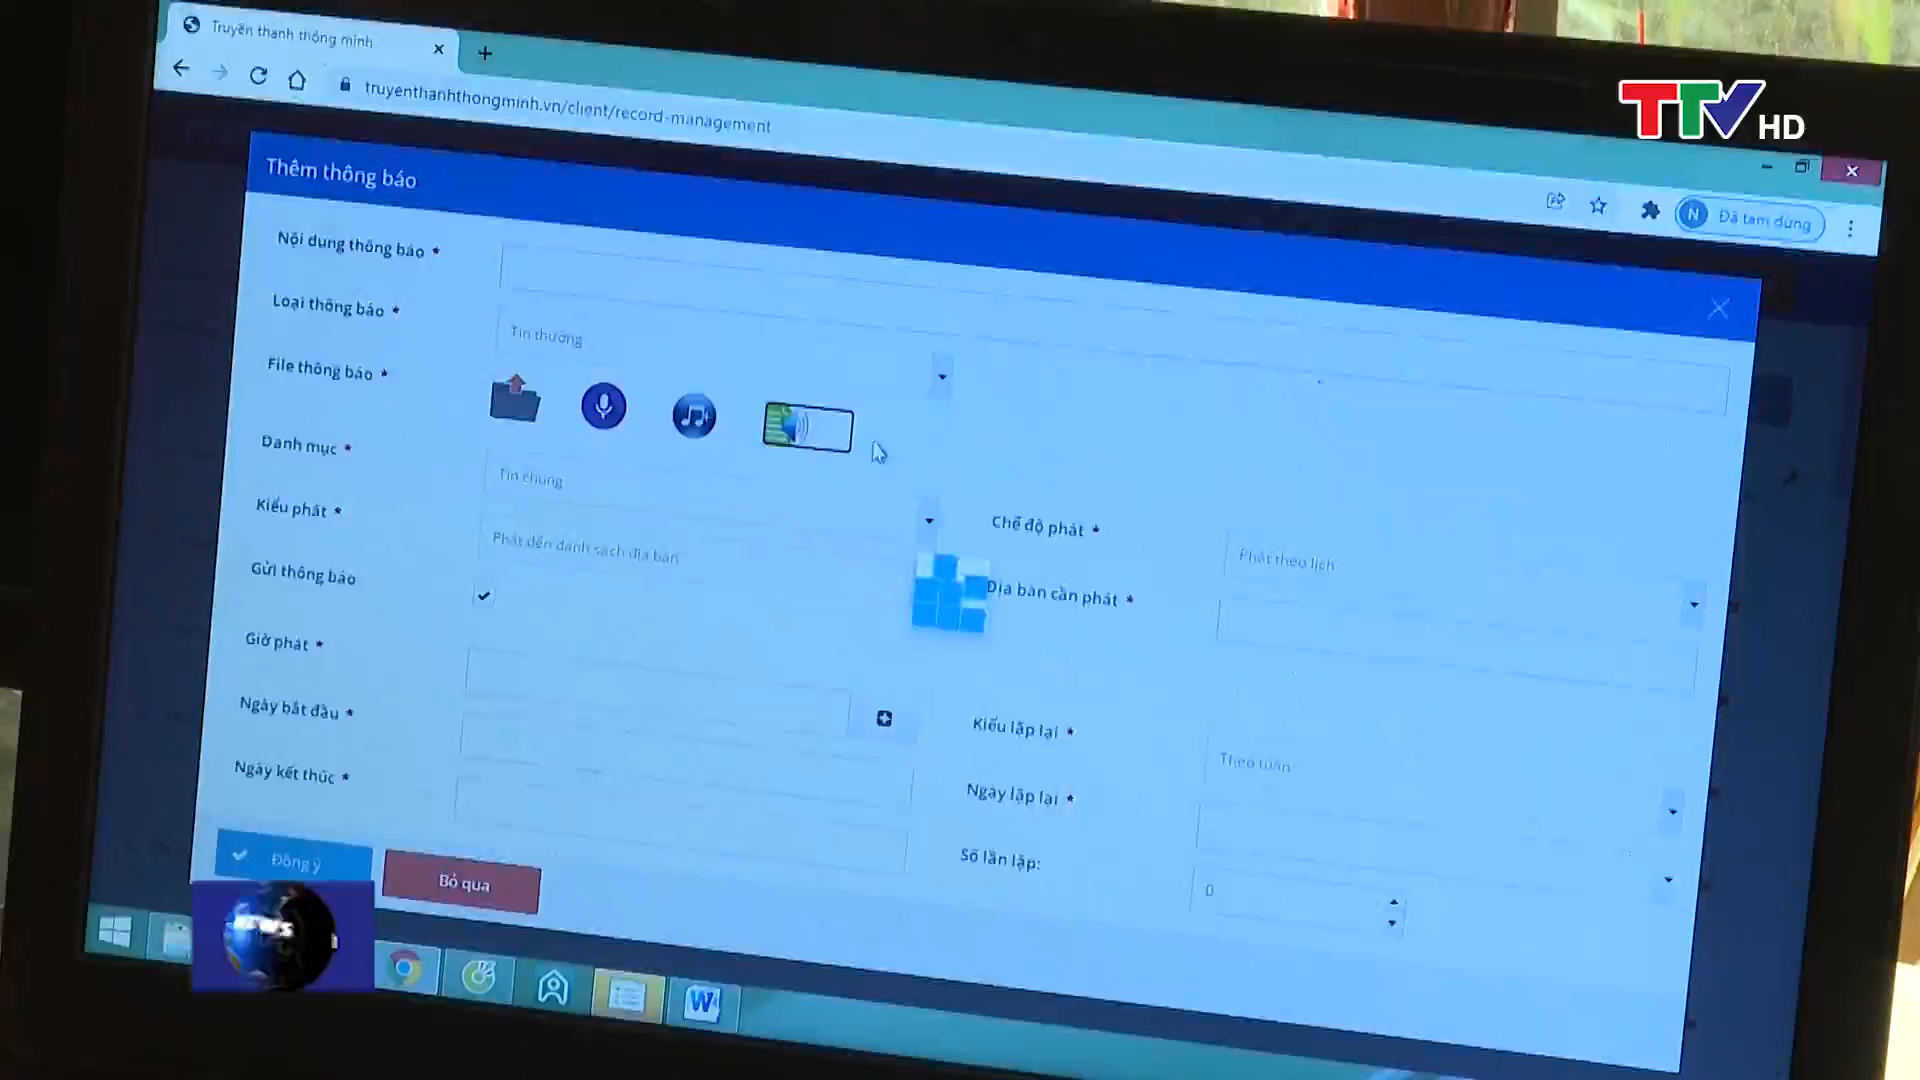 Truyền thanh thông minh
truyenthanhthongminh.vn/client/record-management
TTV HD
N Đã tạm dừng
Thêm thông báo
Nội dung thông báo *
Loại thông báo *
Tin thường
File thông báo *
Danh mục *
Tin chung
Kiểu phát *
Phát đến danh sách địa bàn
Chế độ phát *
Phát theo lịch
Gửi thông báo
Địa bàn cần phát *
Giờ phát *
Ngày bắt đầu *
Kiểu lặp lại *
Theo tuần
Ngày kết thúc *
Ngày lặp lại *
Số lần lặp:
0
Đồng ý
Bỏ qua
W